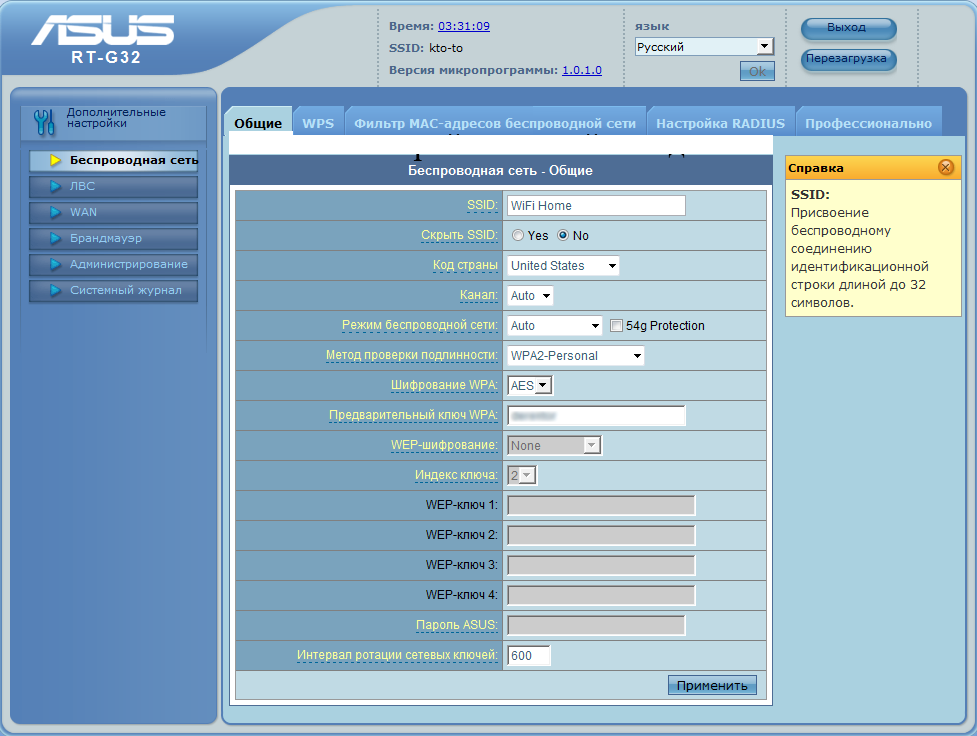 ASUS
RT-G32
Время: 03:31:09
SSID: kto-to
Версия микропрограммы: 1.0.1.0
язык
Русский
Ok
Выход
Перезагрузка
Дополнительные
настройки
Беспроводная сеть
ЛВС
WAN
Брандмауэр
Администрирование
Системный журнал
Общие
WPS
Фильтр MAC-адресов беспроводной сети
Настройка RADIUS
Профессионально
Беспроводная сеть - Общие
SSID: WiFi Home
Скрыть SSID: Yes No
Код страны United States
Канал: Auto
Режим беспроводной сети: Auto 54g Protection
Метод проверки подлинности: WPA2-Personal
Шифрование WPA: AES
Предварительный ключ WPA:
WEP-шифрование: None
Индекс ключа: 2
WEP-ключ 1:
WEP-ключ 2:
WEP-ключ 3:
WEP-ключ 4:
Пароль ASUS:
Интервал ротации сетевых ключей: 600
Применить
Справка
SSID:
Присвоение
беспроводному
соединению
идентификационной
строки длиной до 32
символов.